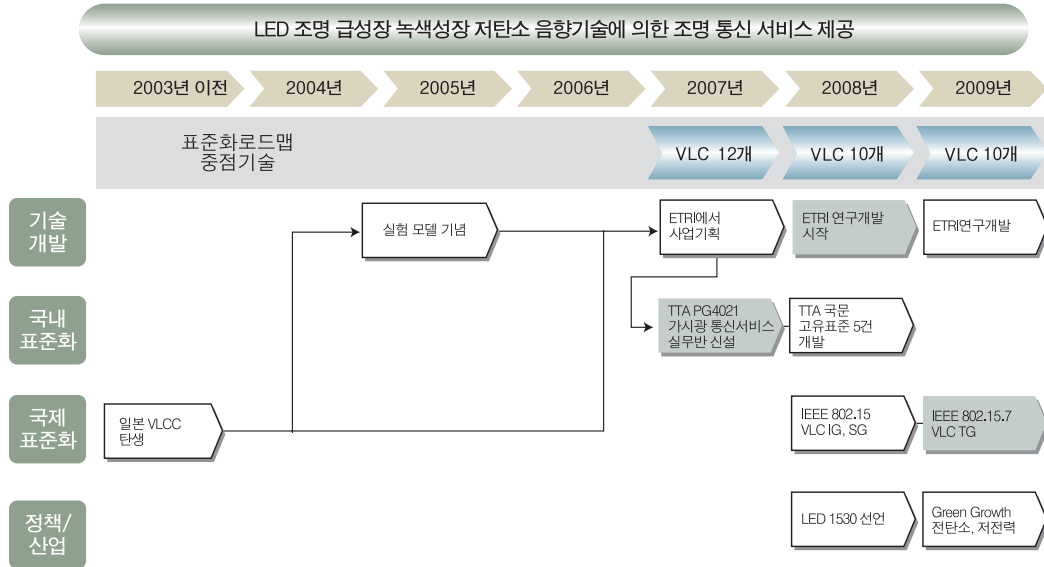 LED 조명 급성장 녹색성장 저탄소 음향기술에 의한 조명 통신 서비스 제공
2003년 이전
2004년
2005년
2006년
2007년
2008년
2009년
표준화로드맵
중점기술
VLC 12개
VLC 10개
VLC 10개
기술
개발
실험 모델 기념
ETRI에서
사업기획
ETRI 연구개발
시작
ETRI연구개발
국내
표준화
TTA PG4021
가시광 통신서비스
실무반 신설
TTA 국문
고유표준 5건
개발
국제
표준화
일본 VLCC
탄생
IEEE 802.15
VLC IG, SG
IEEE 802.15.7
VLC TG
정책/
산업
LED 1530 선언
Green Growth
전탄소, 저전력